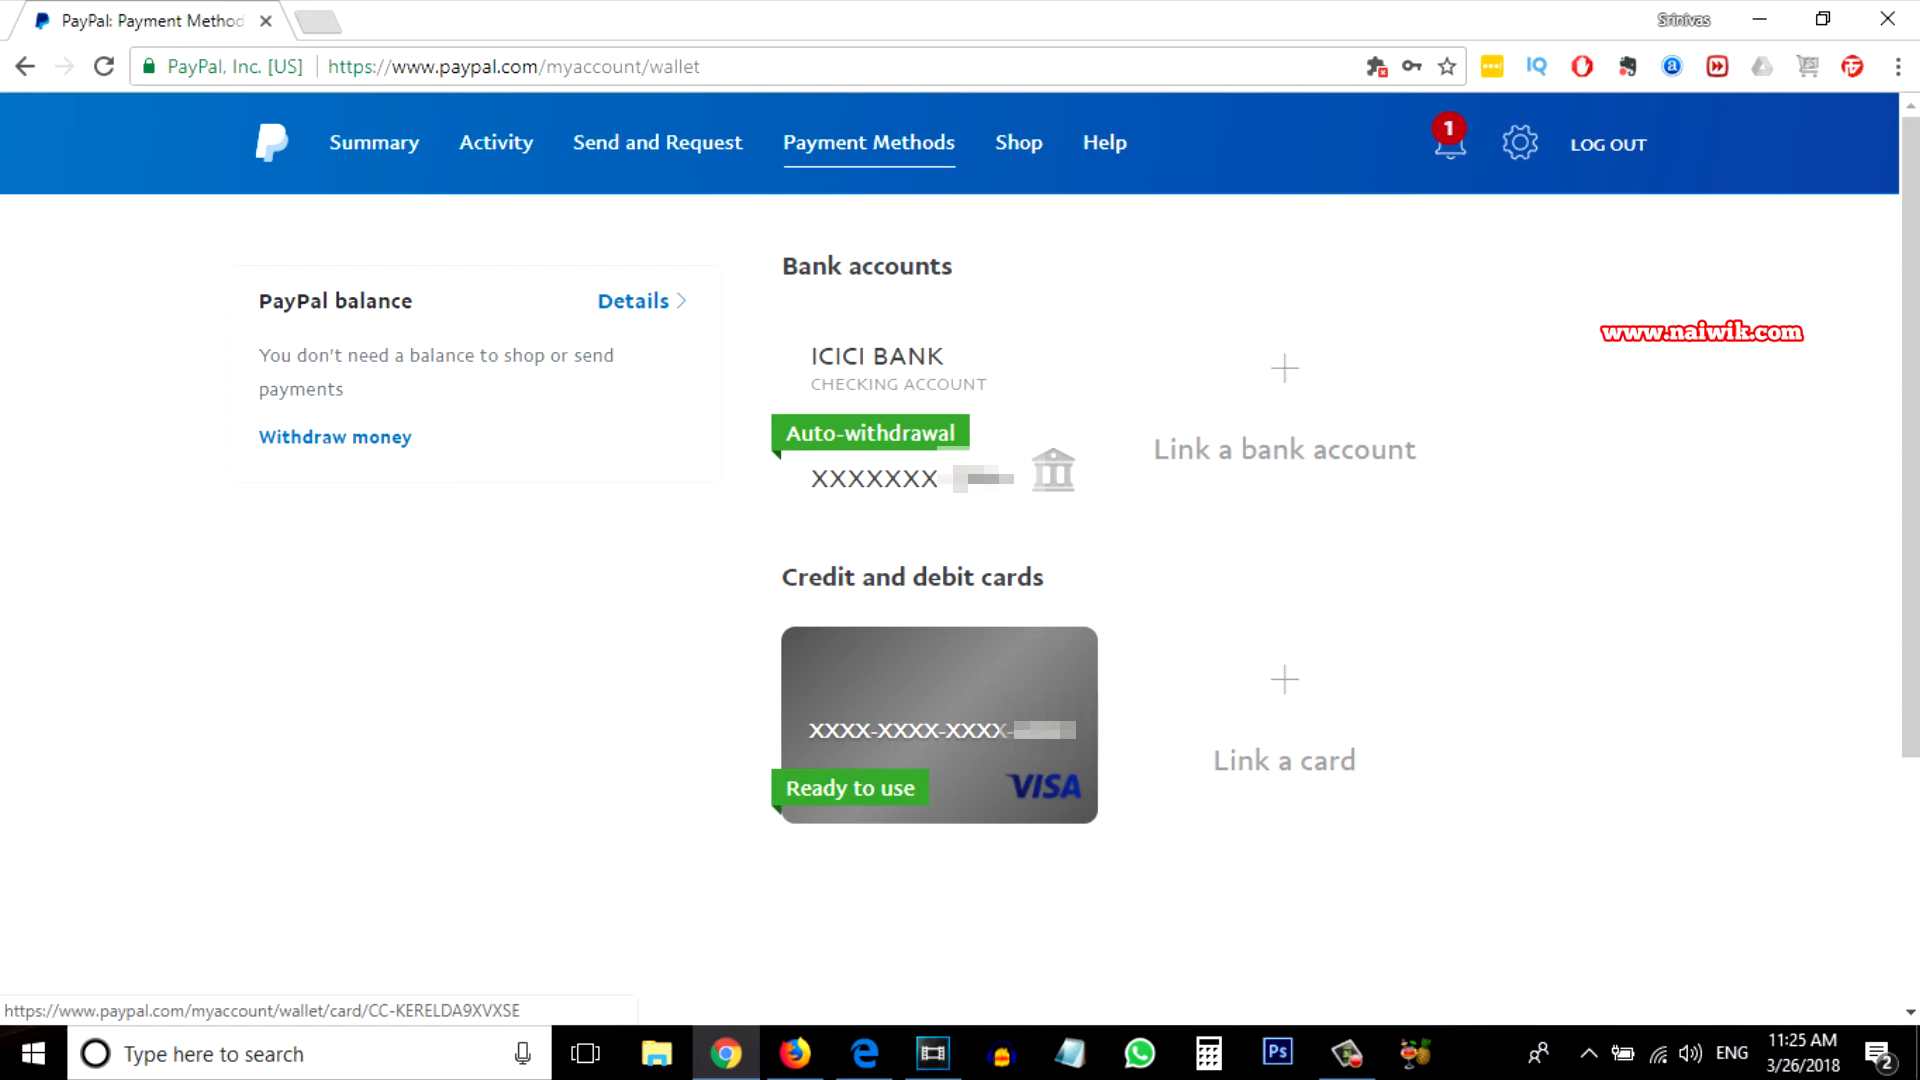 PayPal: Payment Method
Srinivas
PayPal, Inc. [US]
https://www.paypal.com/myaccount/wallet
Summary
Activity
Send and Request
Payment Methods
Shop
Help
1
LOG OUT
PayPal balance
Details
You don't need a balance to shop or send
payments
Withdraw money
Bank accounts
ICICI BANK
CHECKING ACCOUNT
Auto-withdrawal
XXXXXXX
Link a bank account
www.naiwik.com
Credit and debit cards
XXXX-XXXX-XXXX-
Ready to use
VISA
Link a card
https://www.paypal.com/myaccount/wallet/card/CC-KERELDA9XVXSE
Type here to search
Ps
ENG
11:25 AM
3/26/2018
2